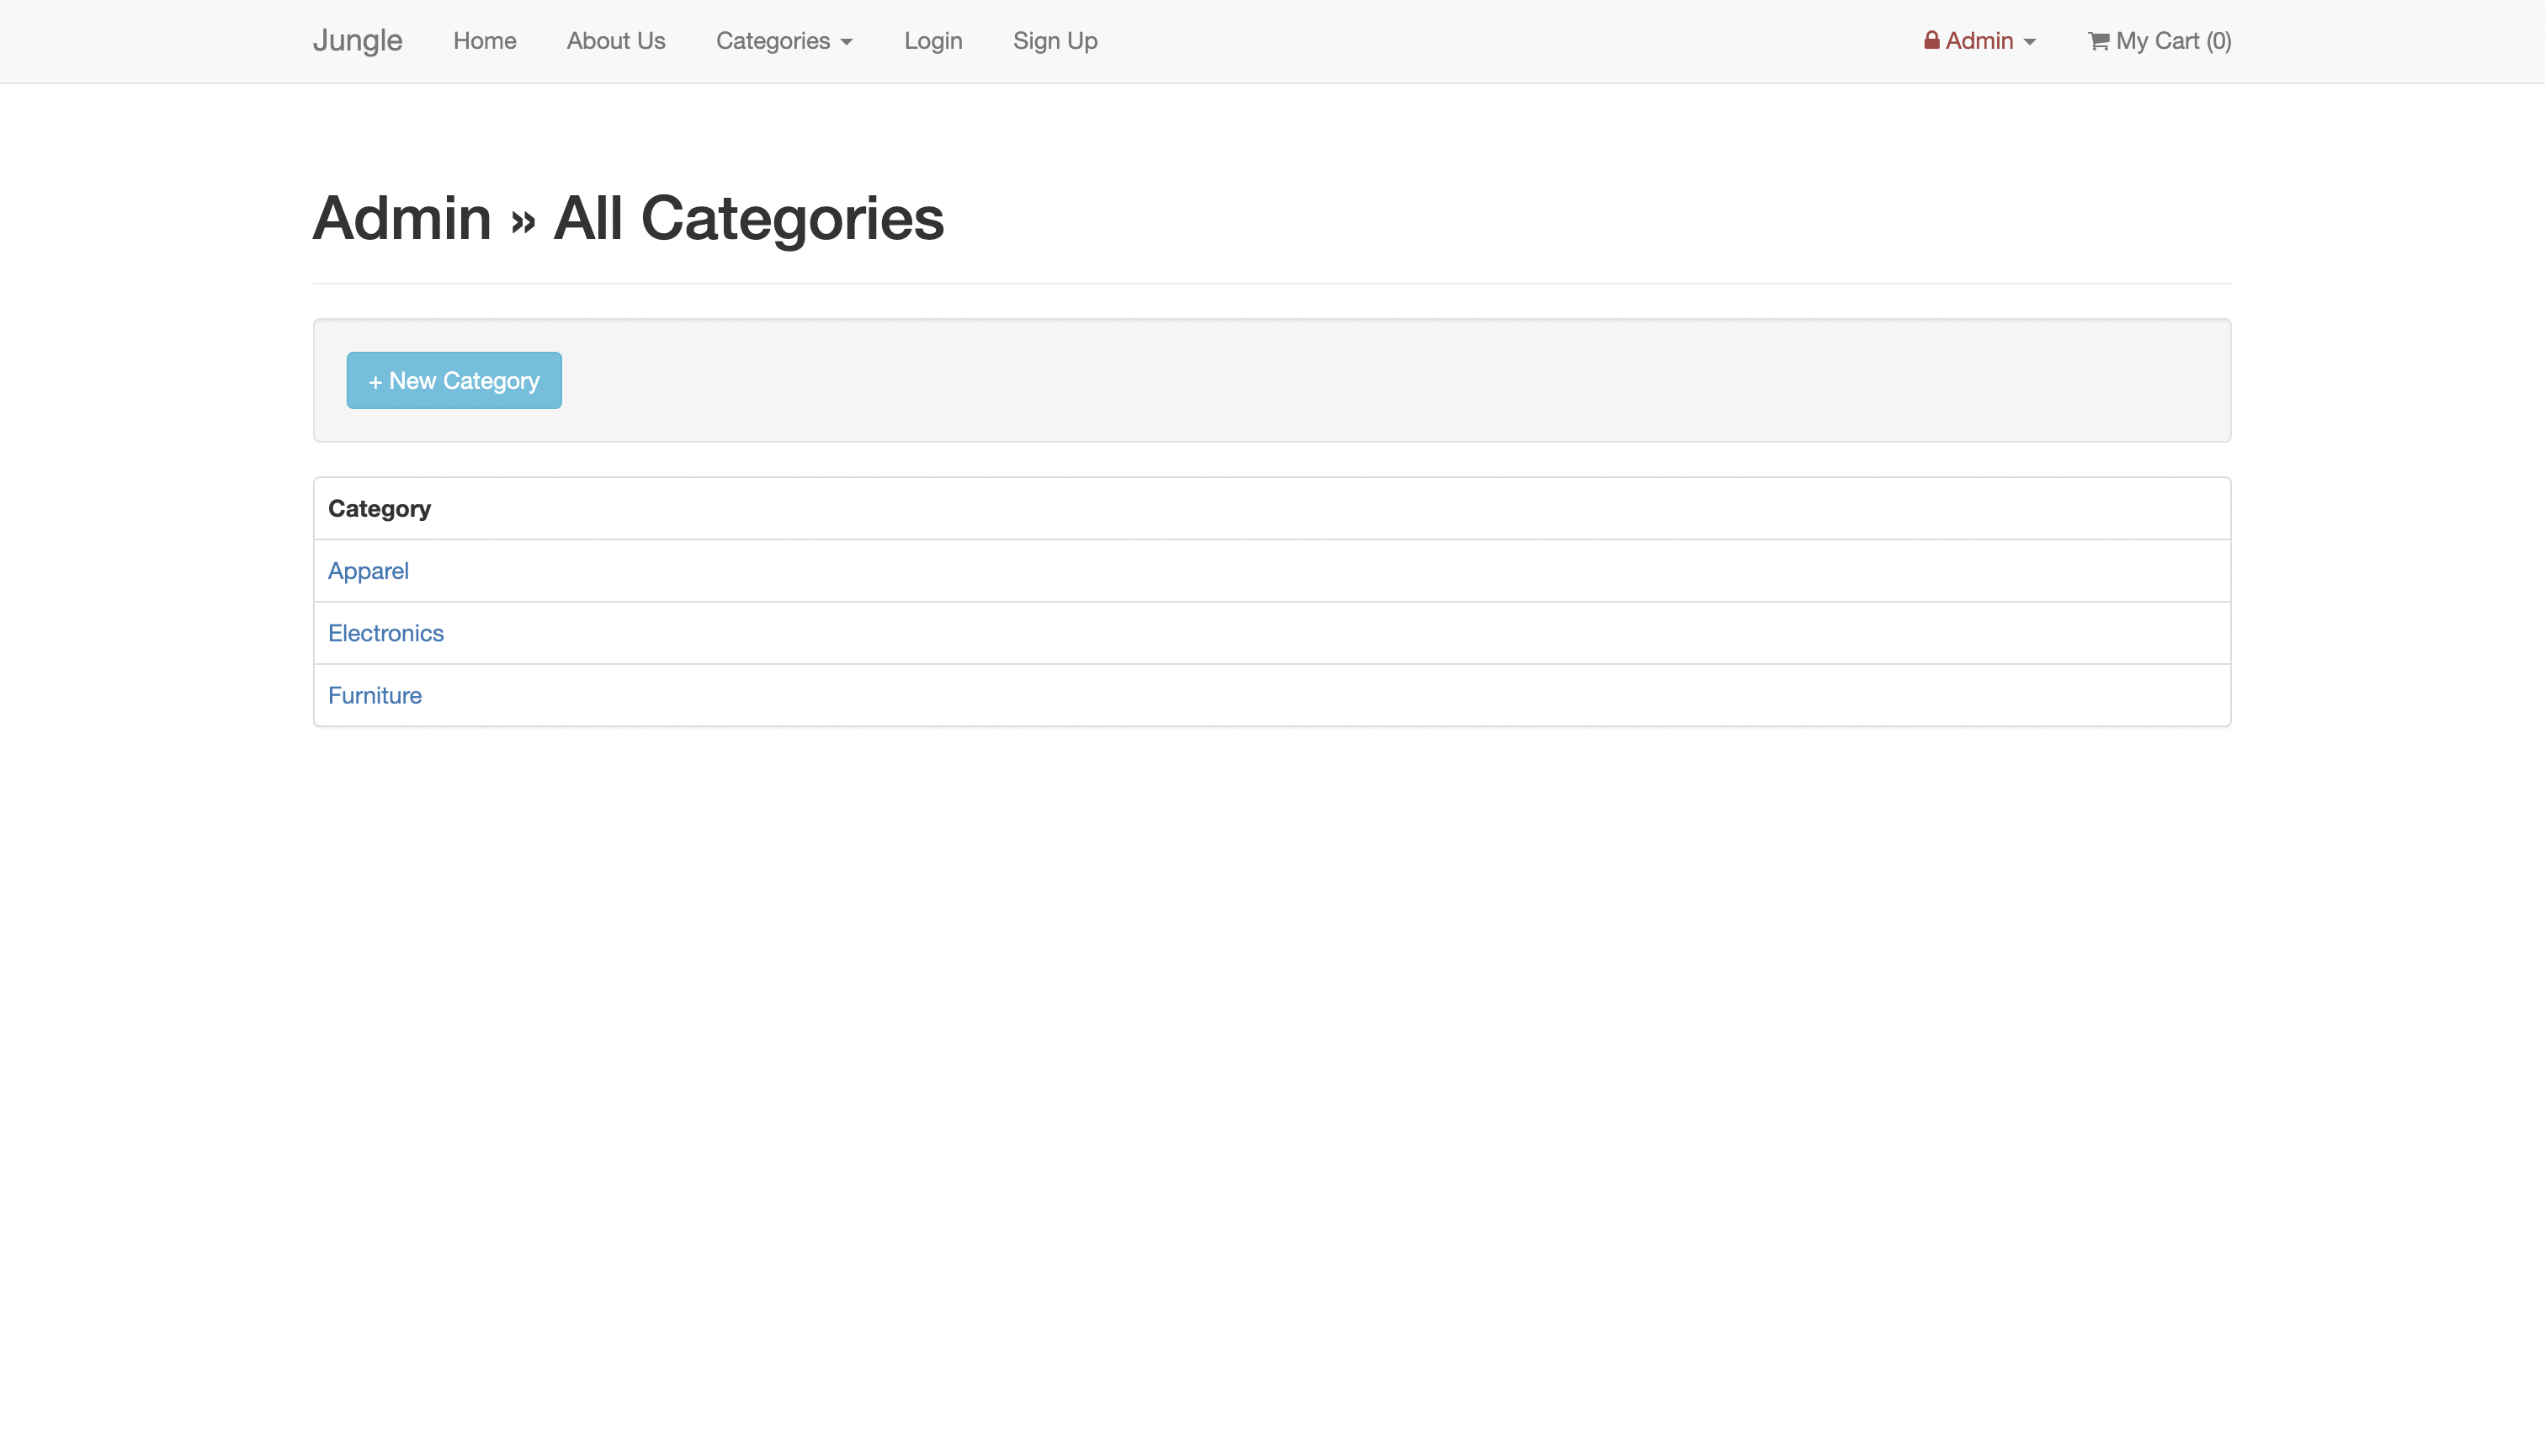 Jungle Home About Us Categories Login Sign Up Admin My Cart (0)
Admin » All Categories
+ New Category
Category
Apparel
Electronics
Furniture